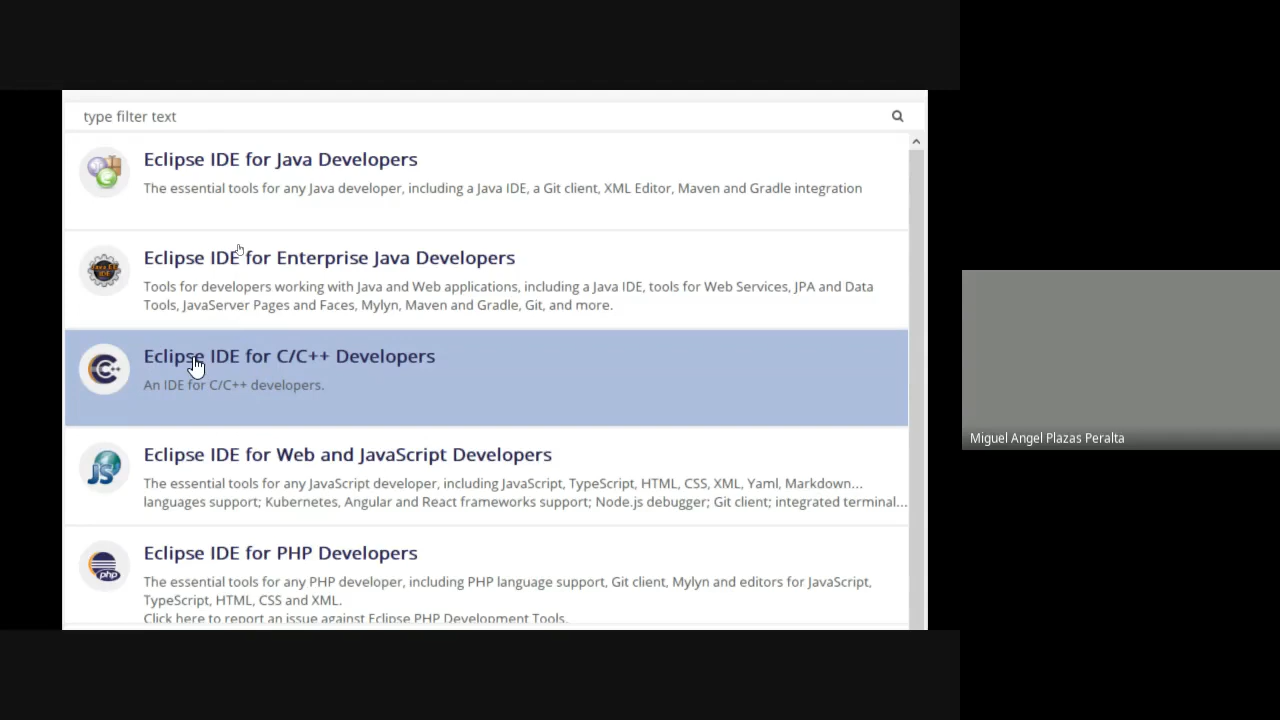 type filter text
Eclipse IDE for Java Developers
The essential tools for any Java developer, including a Java IDE, a Git client, XML Editor, Maven and Gradle integration
Eclipse IDE for Enterprise Java Developers
Tools for developers working with Java and Web applications, including a Java IDE, tools for Web Services, JPA and Data
Tools, JavaServer Pages and Faces, Mylyn, Maven and Gradle, Git, and more.
Eclipse IDE for C/C++ Developers
An IDE for C/C++ developers.
Eclipse IDE for Web and JavaScript Developers
The essential tools for any JavaScript developer, including JavaScript, TypeScript, HTML, CSS, XML, Yaml, Markdown...
languages support; Kubernetes, Angular and React frameworks support; Node.js debugger; Git client; integrated terminal...
JS
Eclipse IDE for PHP Developers
The essential tools for any PHP developer, including PHP language support, Git client, Mylyn and editors for JavaScript,
TypeScript, HTML, CSS and XML.
Click here to report an issue against Eclipse PHP Development Tools.
php
Miguel Angel Plazas Peralta